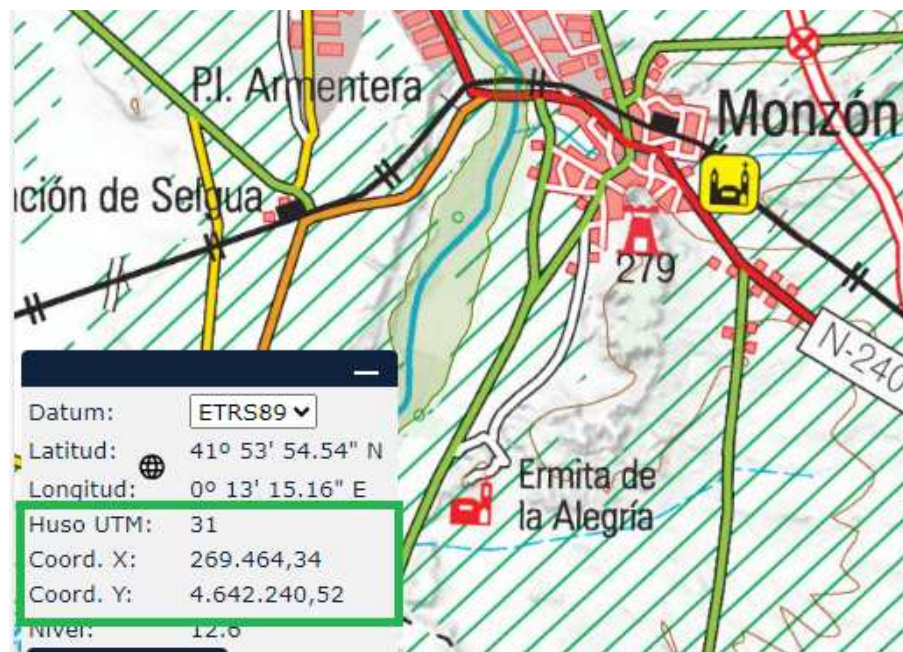 P.I. Armentera
Monzón
ción de Selgua
279
N-240
Datum: ETRS89
Latitud: 41º 53' 54.54" N
Longitud: 0º 13' 15.16" E
Huso UTM: 31
Coord. X: 269.464,34
Coord. Y: 4.642.240,52
Nivel: 12.6
Ermita de
la Alegría